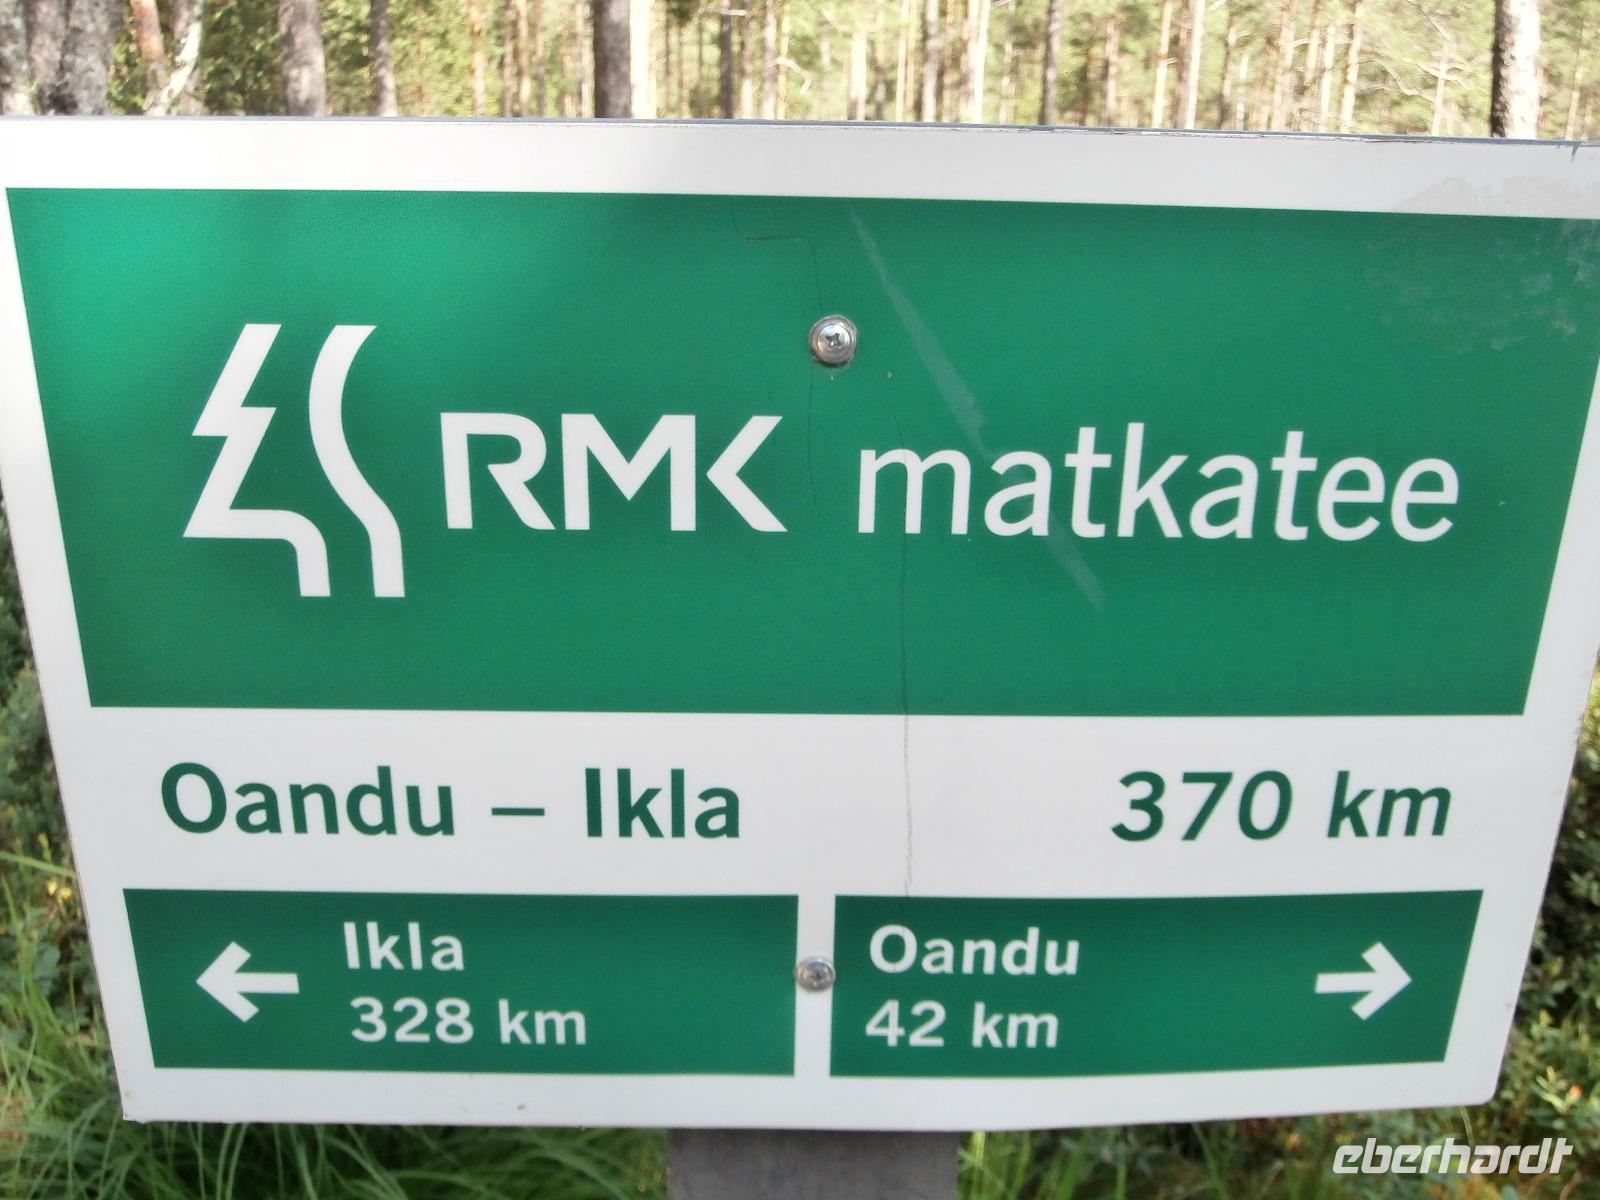 RMK matkatee
Oandu – Ikla 370 km
← Ikla
328 km
Oandu →
42 km
eberhardt